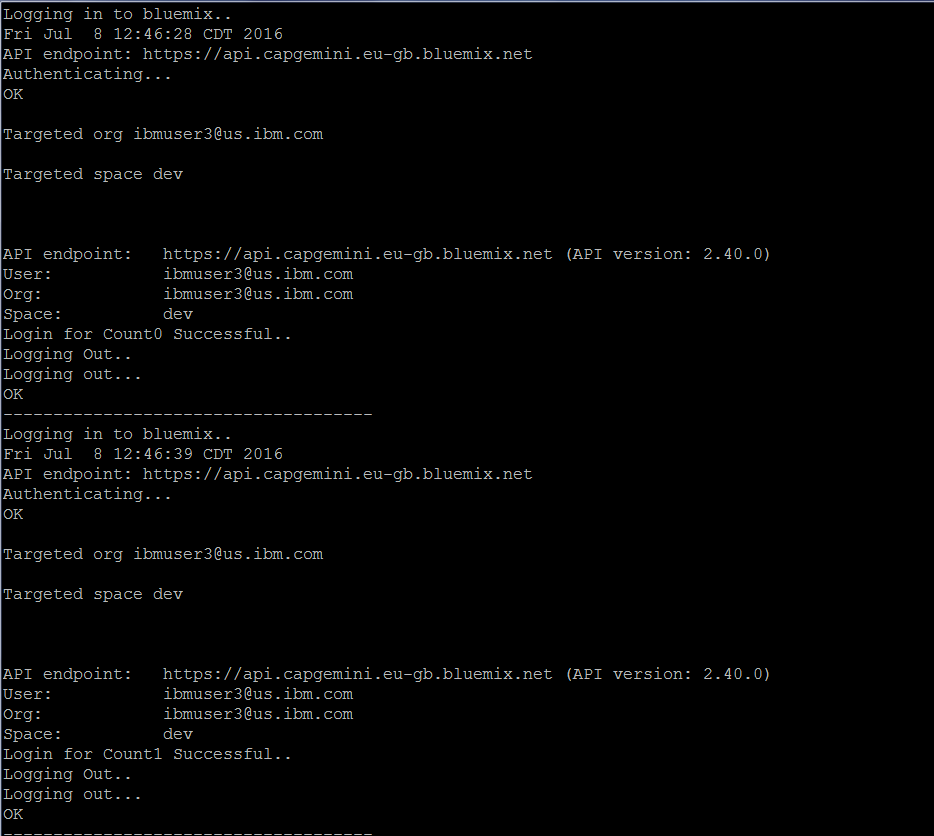 Logging in to bluemix..
Fri Jul  8 12:46:28 CDT 2016
API endpoint: https://api.capgemini.eu-gb.bluemix.net
Authenticating...
OK

Targeted org ibmuser3@us.ibm.com

Targeted space dev



API endpoint:   https://api.capgemini.eu-gb.bluemix.net (API version: 2.40.0)
User:           ibmuser3@us.ibm.com
Org:            ibmuser3@us.ibm.com
Space:          dev
Login for Count0 Successful..
Logging Out..
Logging out...
OK
-------------------------------------
Logging in to bluemix..
Fri Jul  8 12:46:39 CDT 2016
API endpoint: https://api.capgemini.eu-gb.bluemix.net
Authenticating...
OK

Targeted org ibmuser3@us.ibm.com

Targeted space dev



API endpoint:   https://api.capgemini.eu-gb.bluemix.net (API version: 2.40.0)
User:           ibmuser3@us.ibm.com
Org:            ibmuser3@us.ibm.com
Space:          dev
Login for Count1 Successful..
Logging Out..
Logging out...
OK
-------------------------------------